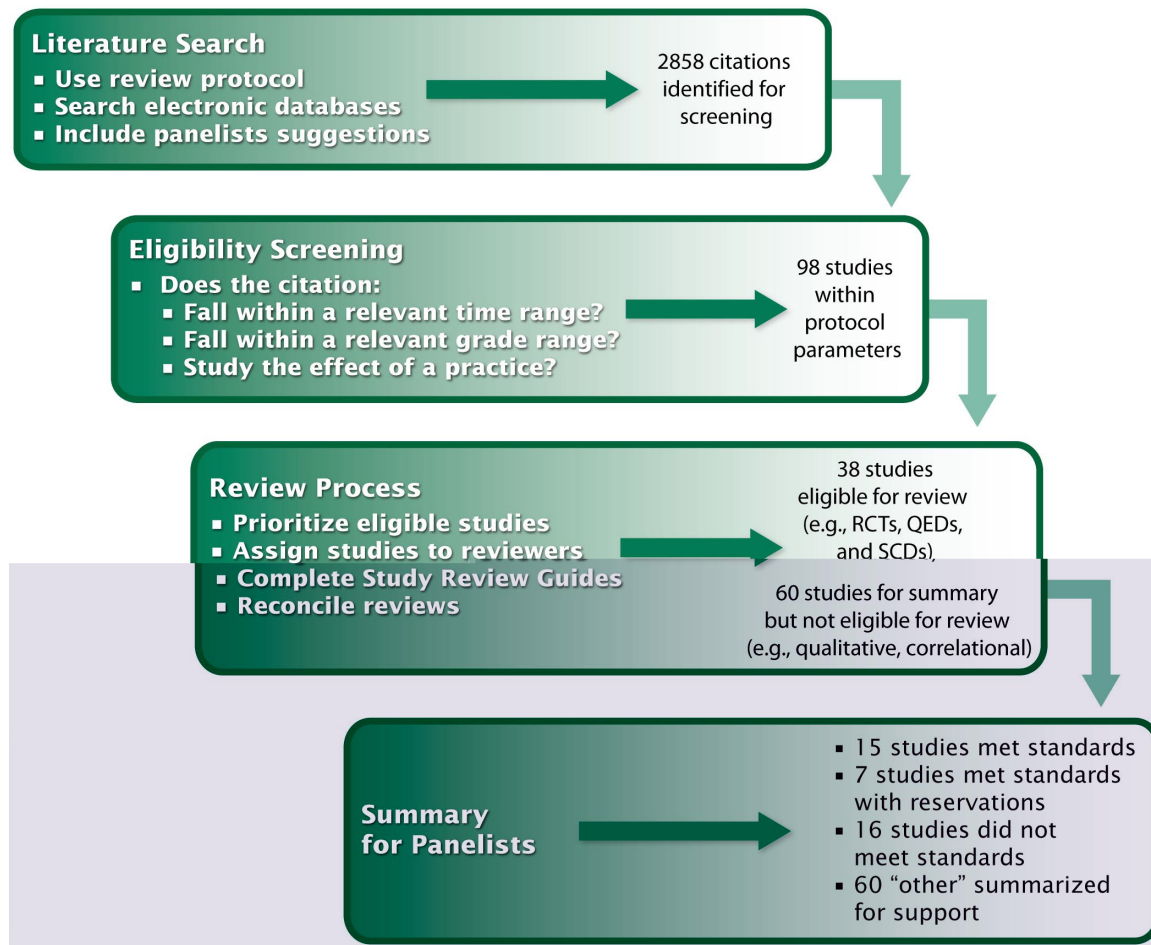 Literature Search
▪ Use review protocol
▪ Search electronic databases
▪ Include panelists suggestions
2858 citations
identified for
screening
Eligibility Screening
▪ Does the citation:
▪ Fall within a relevant time range?
▪ Fall within a relevant grade range?
▪ Study the effect of a practice?
98 studies
within
protocol
parameters
Review Process
▪ Prioritize eligible studies
▪ Assign studies to reviewers
▪ Complete Study Review Guides
▪ Reconcile reviews
38 studies
eligible for review
(e.g., RCTs, QEDs,
and SCDs),
60 studies for summary
but not eligible for review
(e.g., qualitative, correlational)
Summary
for Panelists
▪ 15 studies met standards
▪ 7 studies met standards
with reservations
▪ 16 studies did not
meet standards
▪ 60 “other” summarized
for support